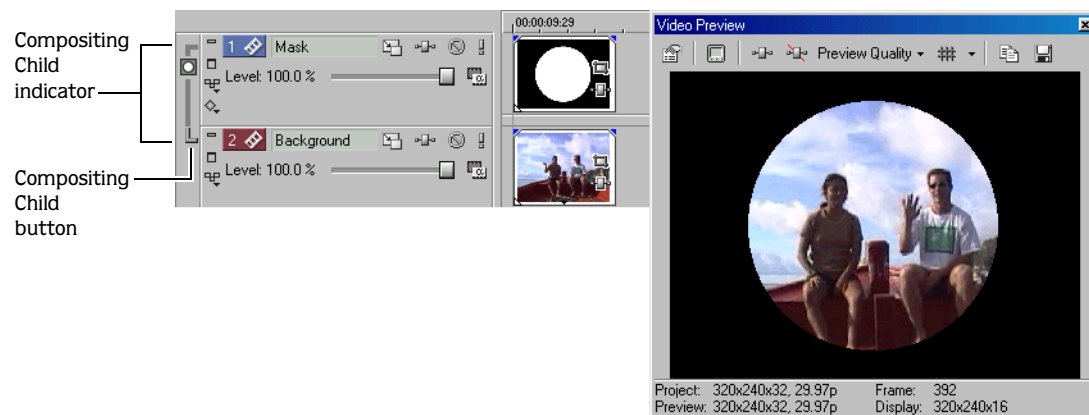 Compositing
Child
indicator
Compositing
Child
button
1 Mask
Level: 100.0 %
2 Background
Level: 100.0 %
00:00:09:29
Video Preview
Preview Quality
Project: 320x240x32, 29.97p Frame: 392
Preview: 320x240x32, 29.97p Display: 320x240x16